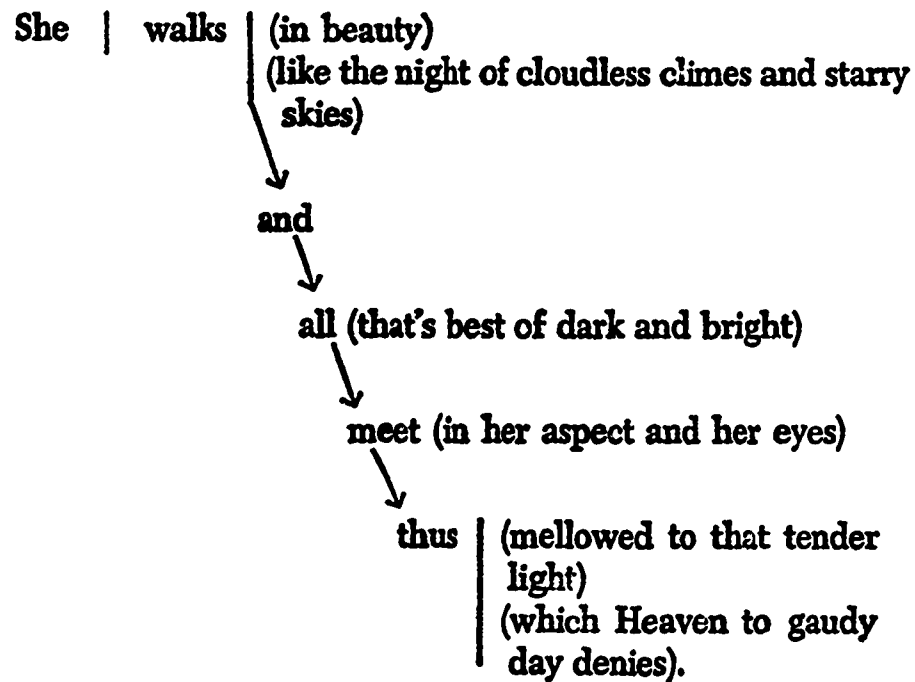 She | walks | (in beauty)
(like the night of cloudless climes and starry
skies)
and
all (that's best of dark and bright)
meet (in her aspect and her eyes)
thus | (mellowed to that tender
light)
(which Heaven to gaudy
day denies).